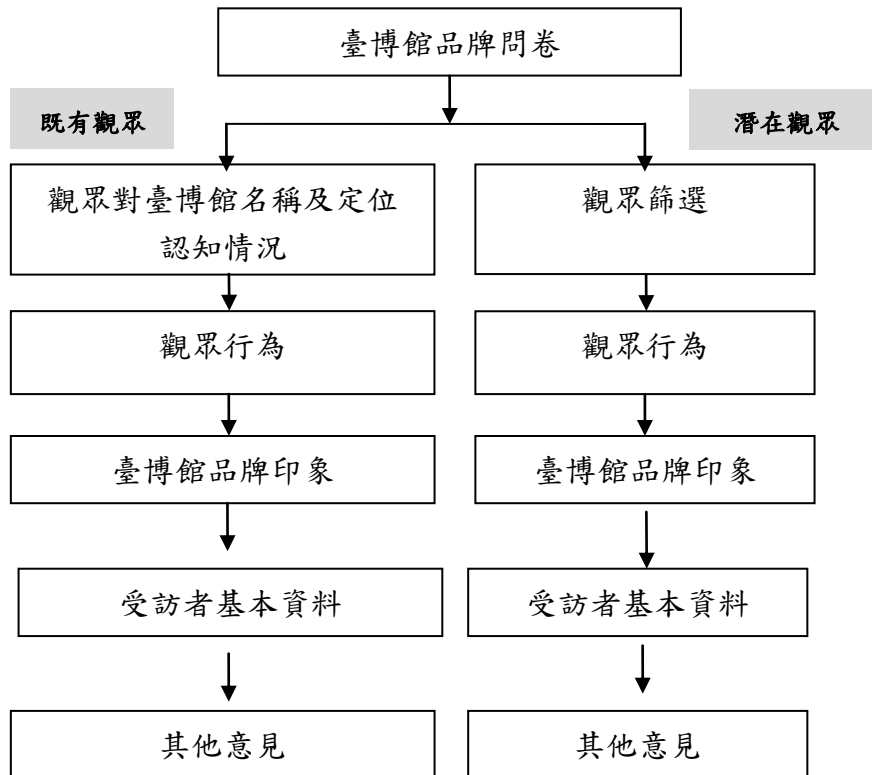 臺博館品牌問卷
既有觀眾
潛在觀眾
觀眾對臺博館名稱及定位
認知情況
觀眾篩選
觀眾行為
觀眾行為
臺博館品牌印象
臺博館品牌印象
受訪者基本資料
受訪者基本資料
其他意見
其他意見